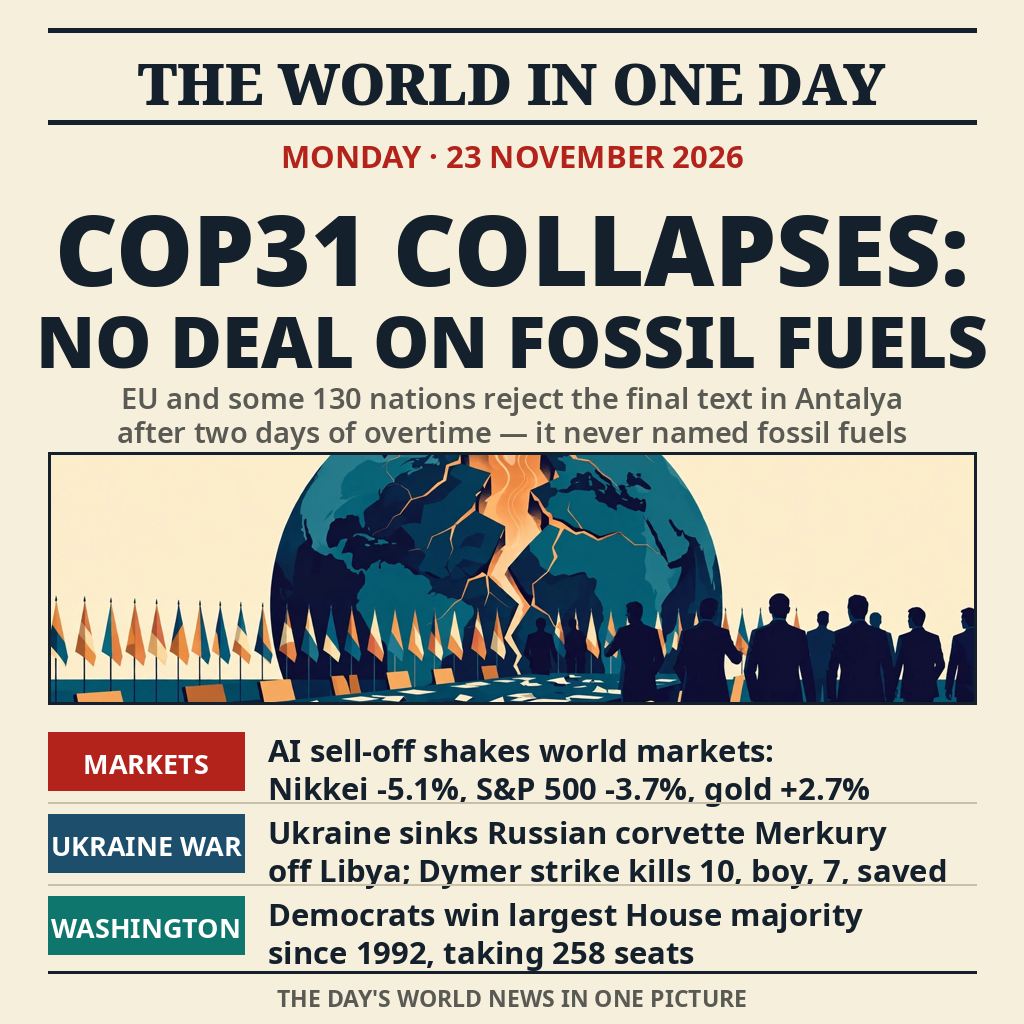 THE WORLD IN ONE DAY
MONDAY · 23 NOVEMBER 2026
COP31 COLLAPSES:
NO DEAL ON FOSSIL FUELS
EU and some 130 nations reject the final text in Antalya
after two days of overtime — it never named fossil fuels
MARKETS
AI sell-off shakes world markets:
Nikkei -5.1%, S&P 500 -3.7%, gold +2.7%
UKRAINE WAR
Ukraine sinks Russian corvette Merkury
off Libya; Dymer strike kills 10, boy, 7, saved
WASHINGTON
Democrats win largest House majority
since 1992, taking 258 seats
THE DAY'S WORLD NEWS IN ONE PICTURE